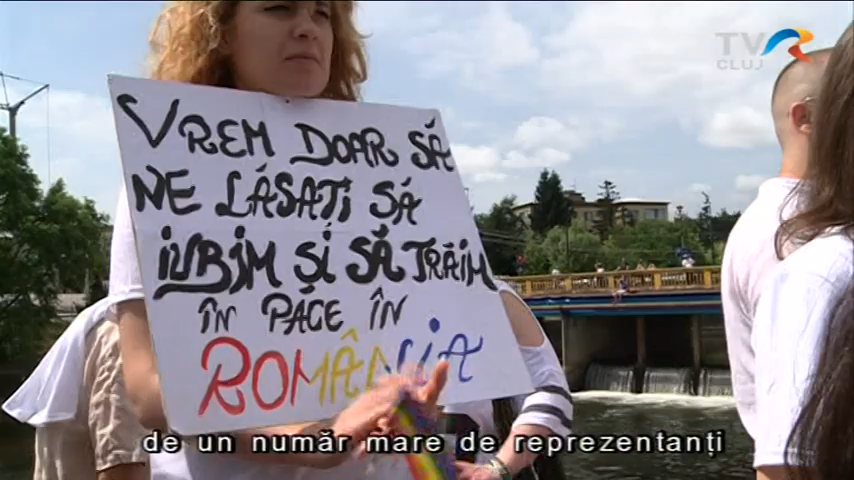 TVR
CLUJ
VREM DOAR SĂ
NE LĂSAȚI SĂ
IUBIM ȘI SĂ TRĂIM
ÎN PACE ÎN
ROMÂNIA
de un număr mare de reprezentanți